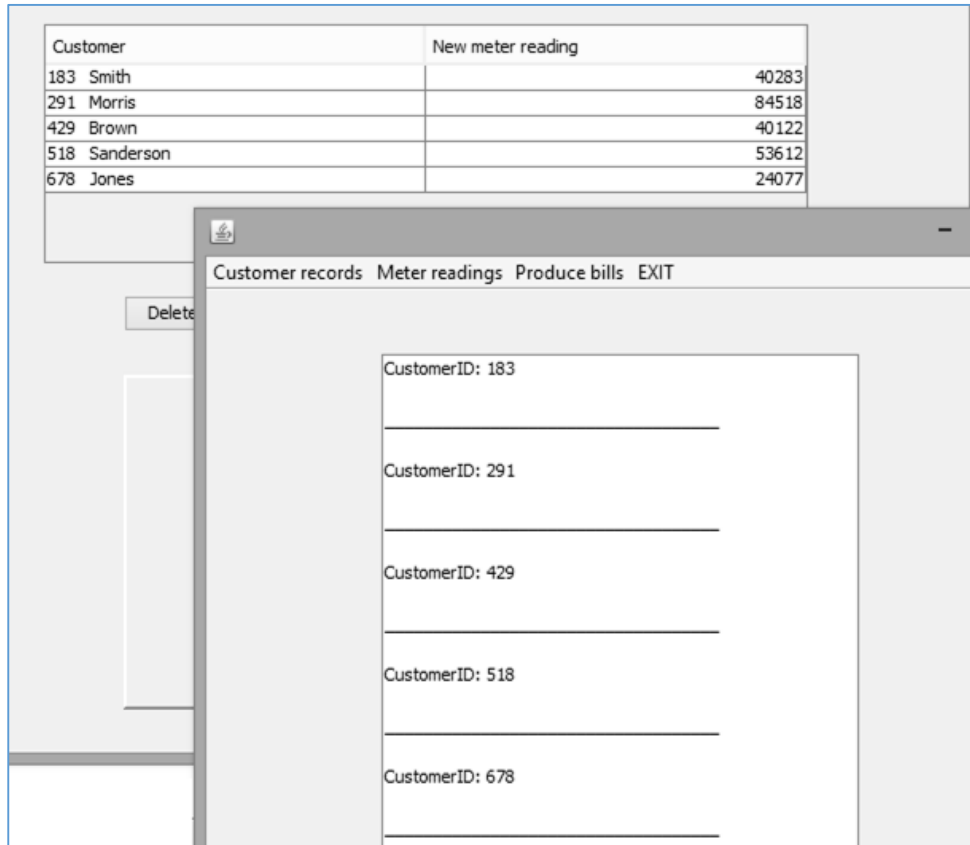 Customer New meter reading
183 Smith 40283
291 Morris 84518
429 Brown 40122
518 Sanderson 53612
678 Jones 24077
Customer records Meter readings Produce bills EXIT
Delete
CustomerID: 183
CustomerID: 291
CustomerID: 429
CustomerID: 518
CustomerID: 678